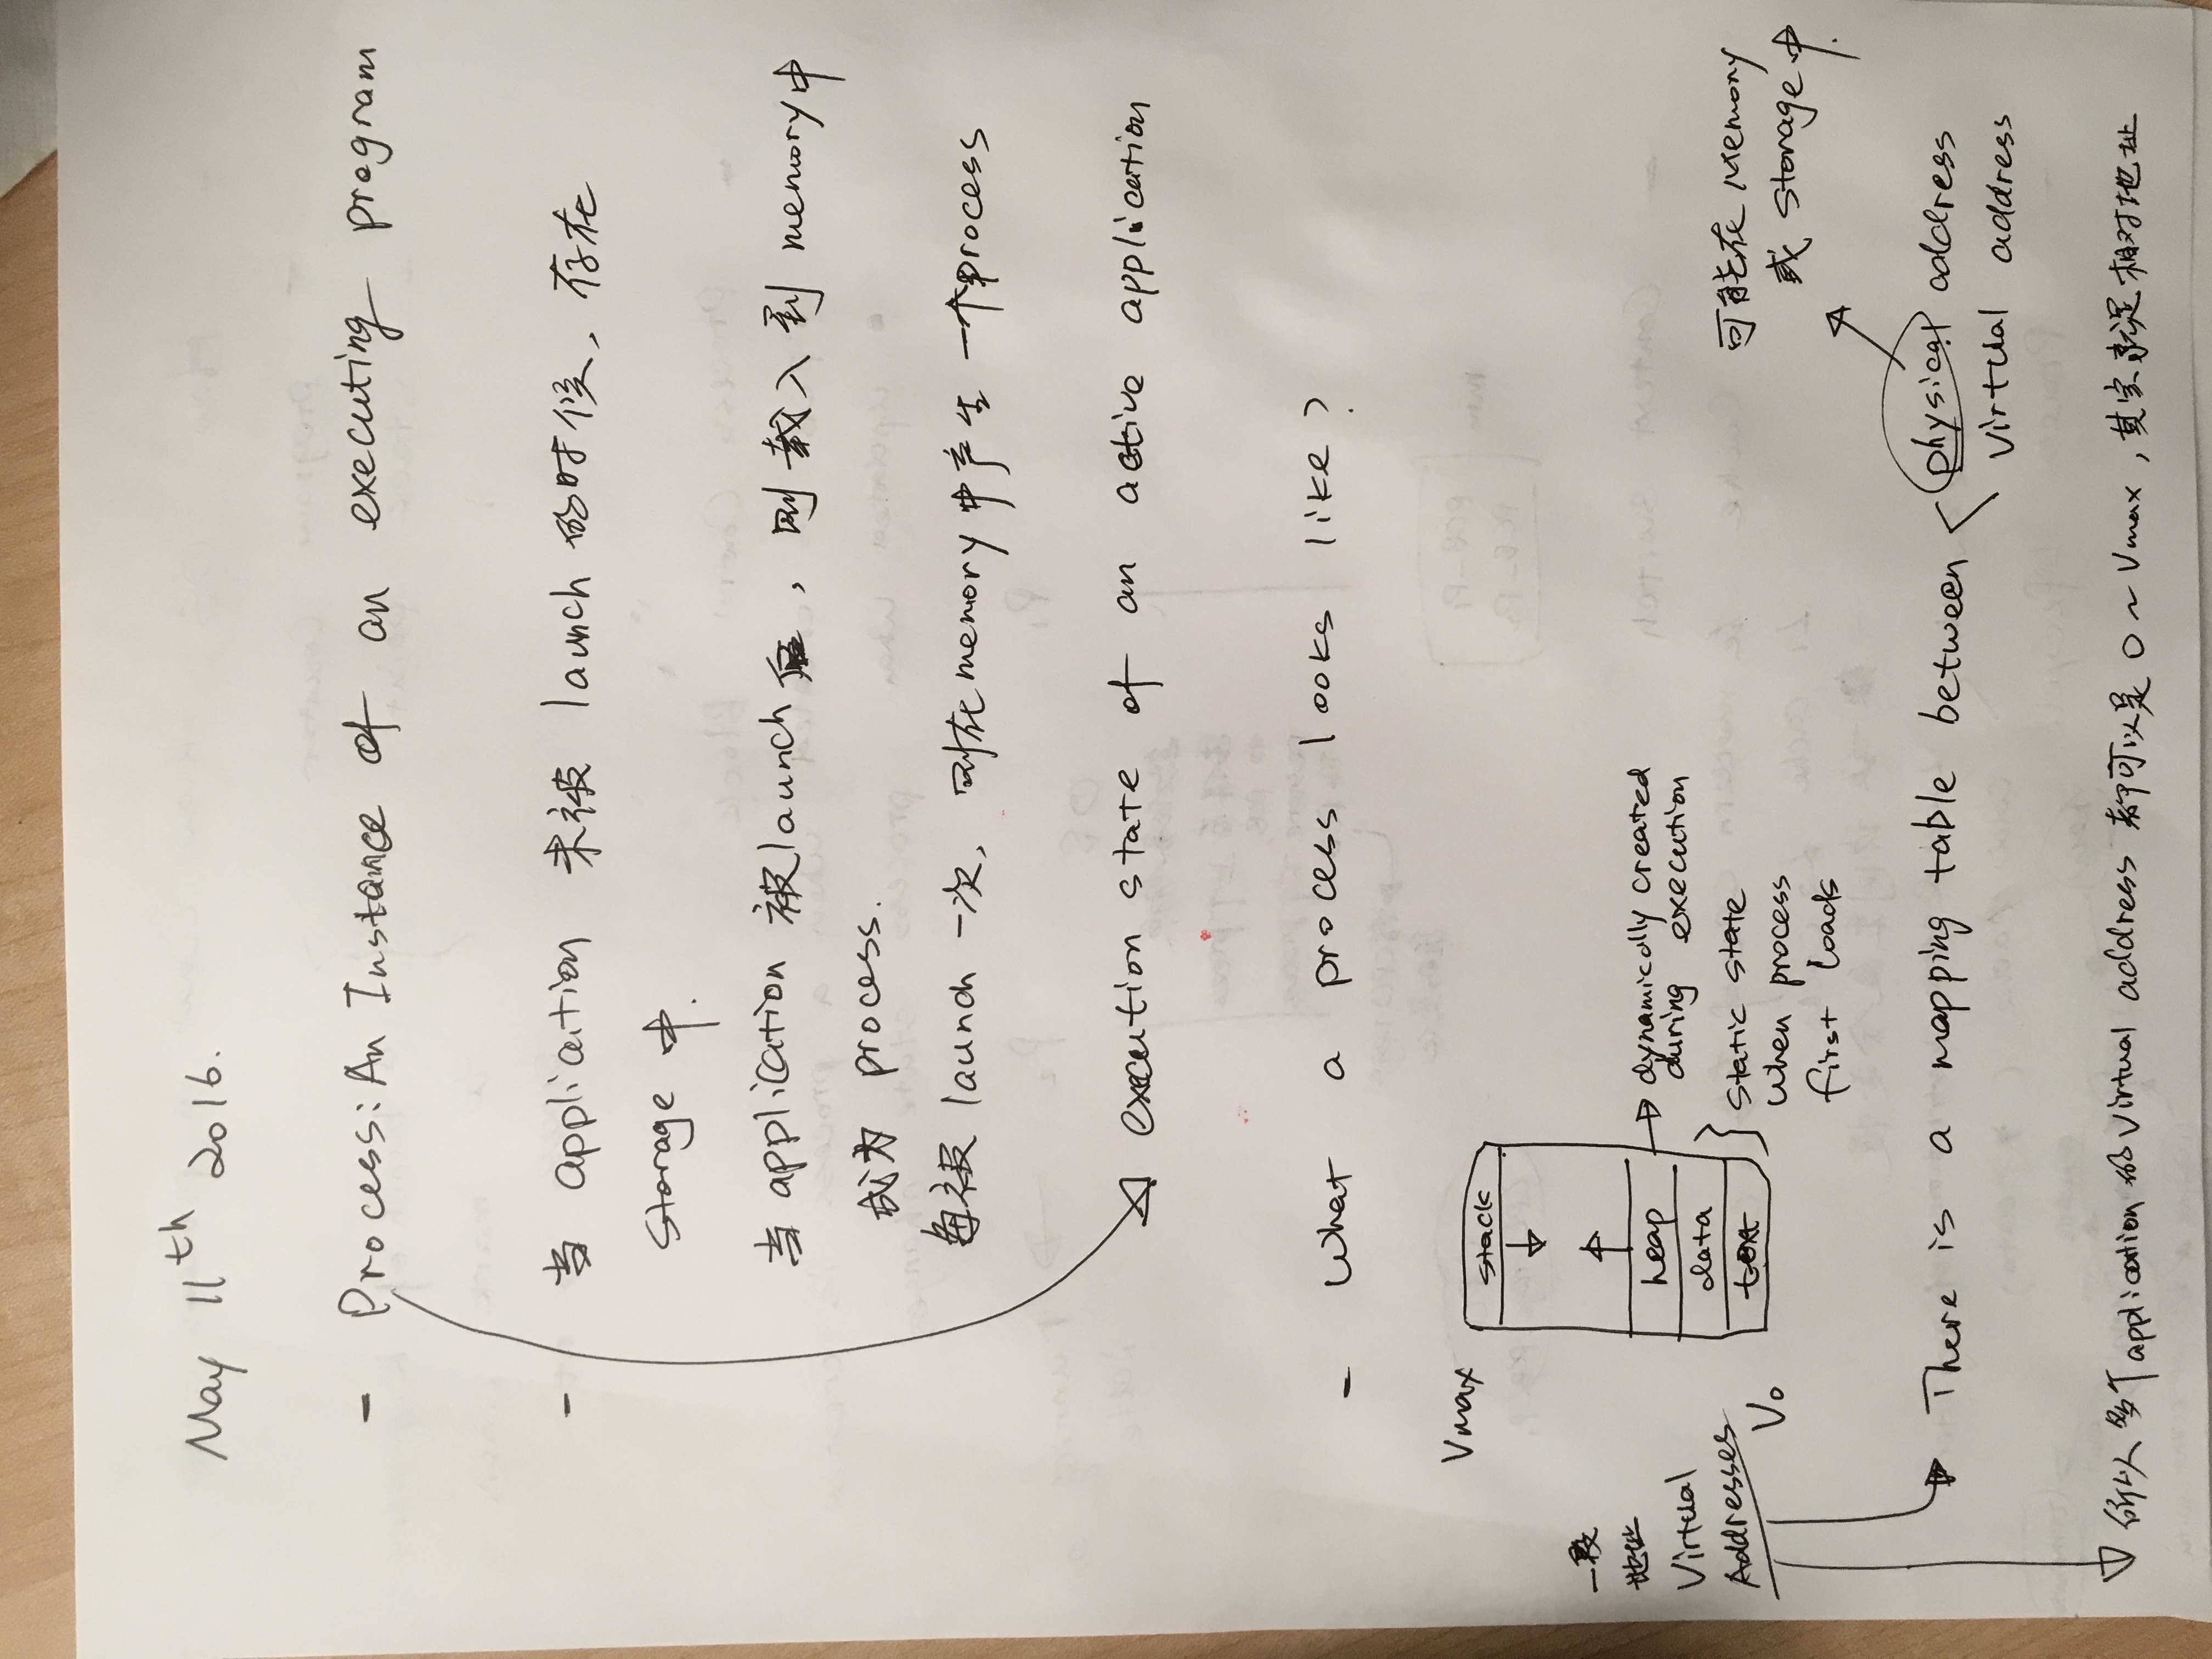 May 11th 2016.
- Process: An Instance of an executing program
- 当 application 未被 launch 的时候, 存在
storage 中.
当 application 被 launch 后, 则载入到 memory 中
成为 process.
每被 launch 一次, 则在 memory 中产生一个 process
execution state of an active application
- What a process looks like?
Vmax
stack
heap
data
text
V0
一段
地址
Virtual
Addresses
dynamically created
during execution
static state
when process
first loads
可能在 Memory
或 storage 中.
There is a mapping table between physical address
virtual address
所以多个 application 的 virtual address 都可以是 0 ~ Vmax, 其实就是相对地址